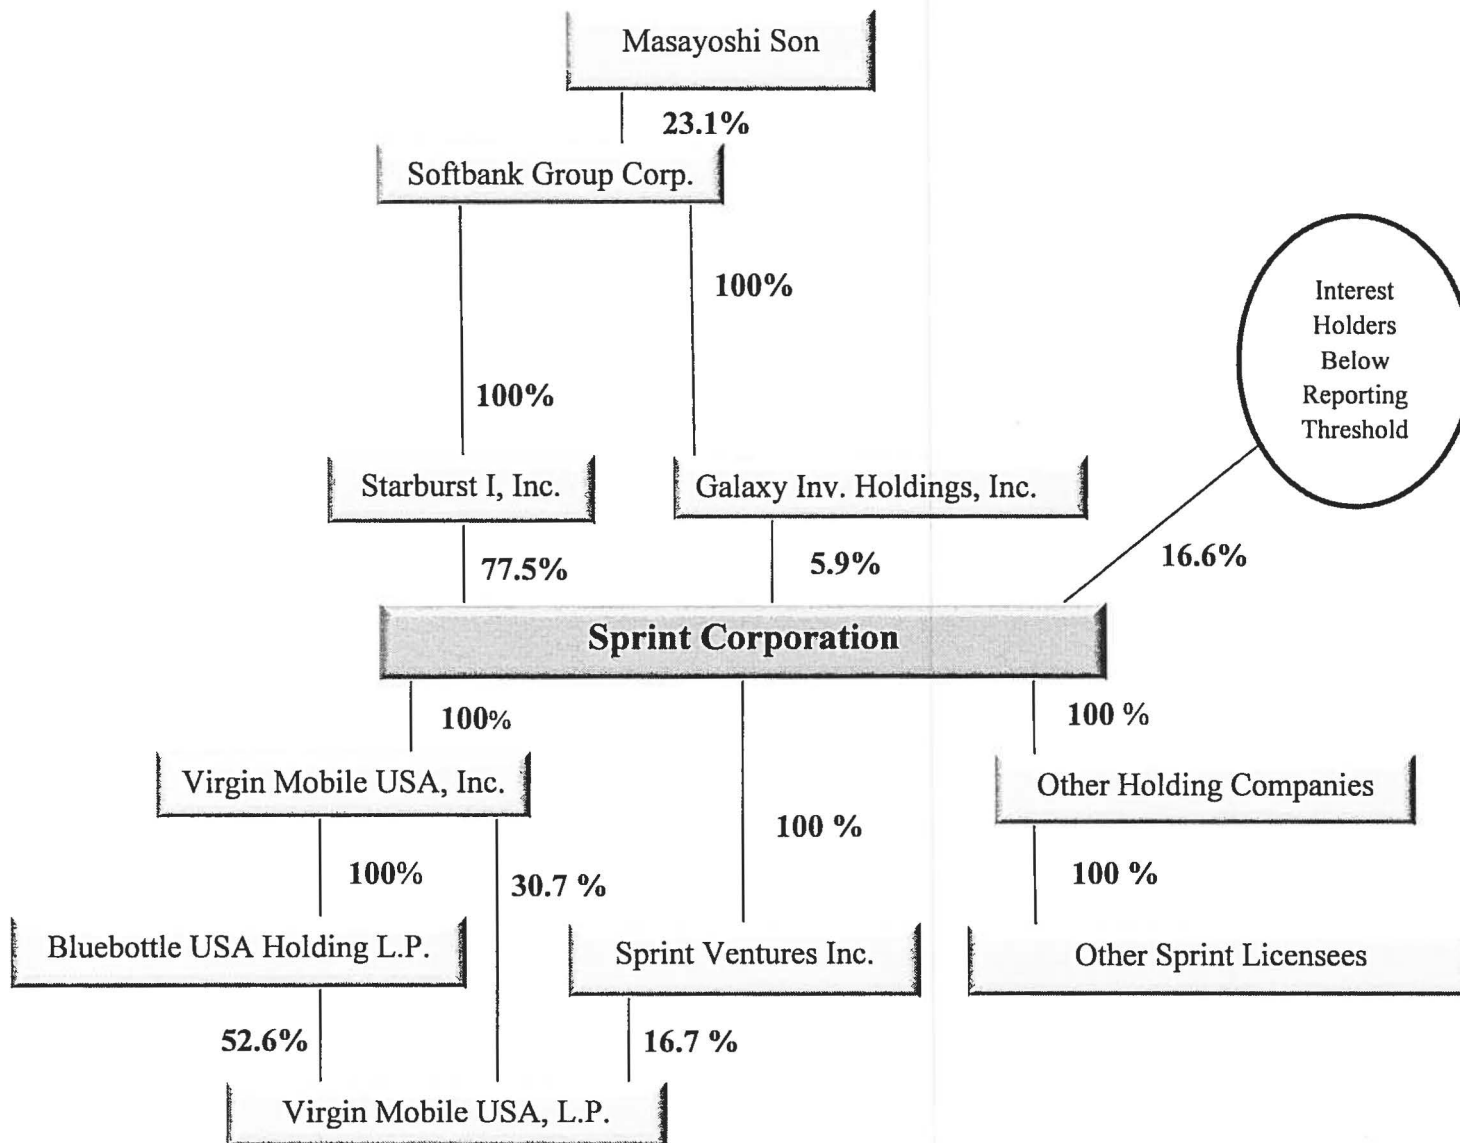 Masayoshi Son
23.1%
Softbank Group Corp.
100%
100%
Interest
Holders
Below
Reporting
Threshold
Starburst I, Inc.
Galaxy Inv. Holdings, Inc.
77.5%
5.9%
16.6%
Sprint Corporation
100%
100 %
Virgin Mobile USA, Inc.
Other Holding Companies
100 %
100%
30.7 %
100 %
Bluebottle USA Holding L.P.
Sprint Ventures Inc.
Other Sprint Licensees
52.6%
16.7 %
Virgin Mobile USA, L.P.